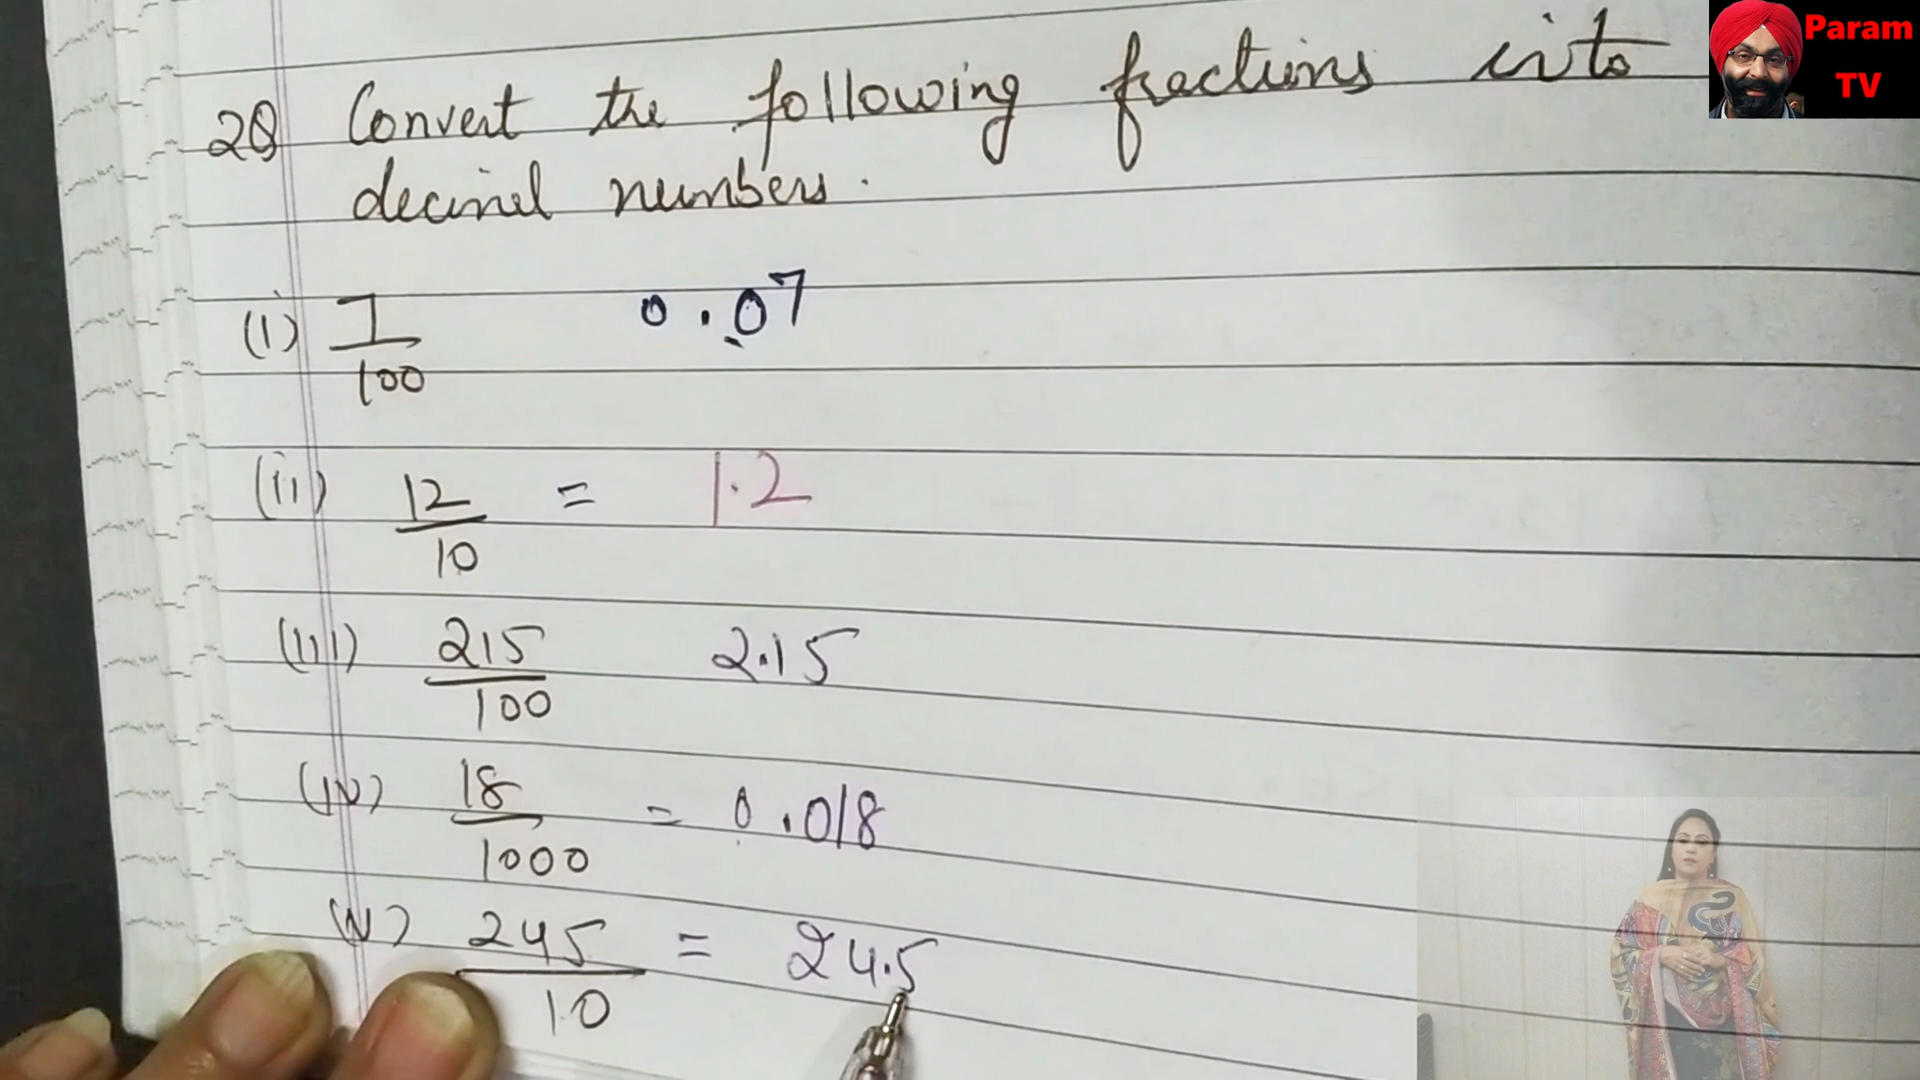 Param
TV
2Q Convert the following fractions into
decimal numbers.
(i) 7/100 0.07
(ii) 12/10 = 1.2
(iii) 215/100 2.15
(iv) 18/1000 = 0.018
(v) 245/10 = 24.5